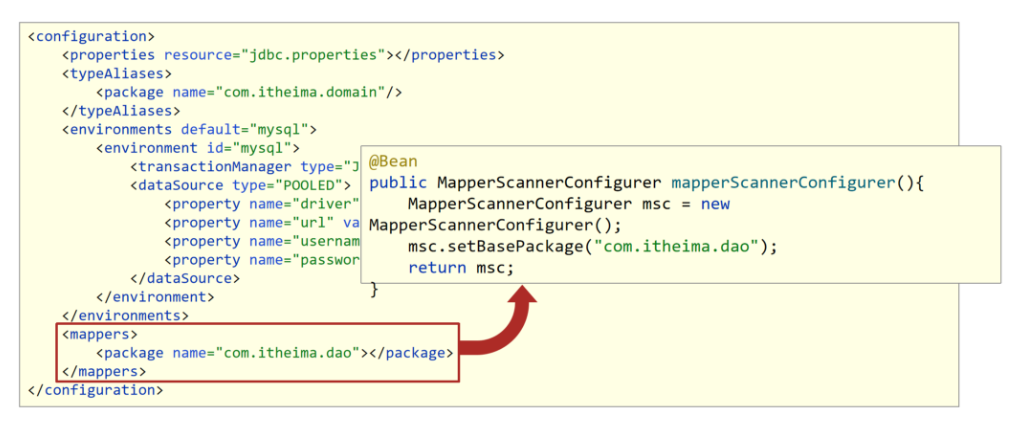 <configuration>
<properties resource="jdbc.properties"></properties>
<typeAliases>
<package name="com.itheima.domain"/>
</typeAliases>
<environments default="mysql">
<environment id="mysql">
<transactionManager type="J
<dataSource type="POOLED">
<property name="driver"
<property name="url" va
<property name="usernam
<property name="passwor
</dataSource>
</environment>
</environments>
<mappers>
<package name="com.itheima.dao"></package>
</mappers>
</configuration>
@Bean
public MapperScannerConfigurer mapperScannerConfigurer(){
MapperScannerConfigurer msc = new
MapperScannerConfigurer();
msc.setBasePackage("com.itheima.dao");
return msc;
}